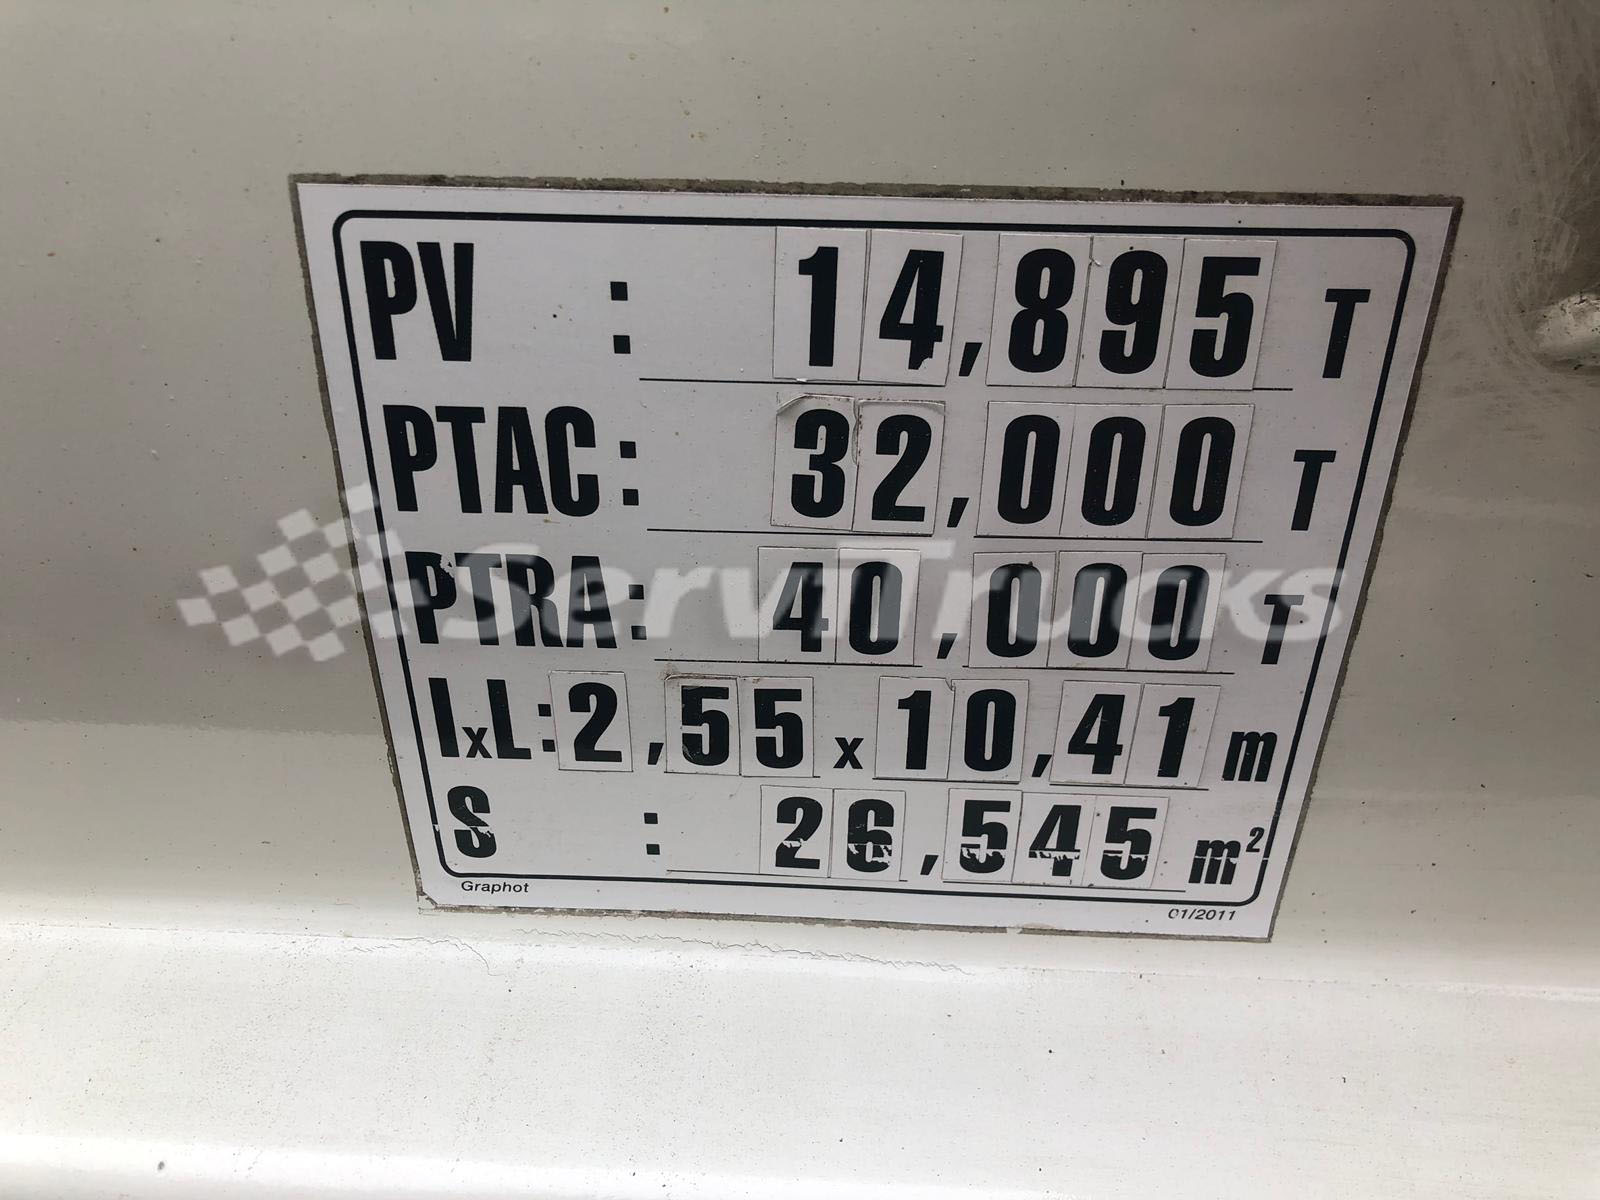 PV : 14,895 T
PTAC : 32,000 T
PTRA : 40,000 T
lxL : 2,55 x 10,41 m
S : 26,545 m²
Graphot 01/2011
ServiTrucks